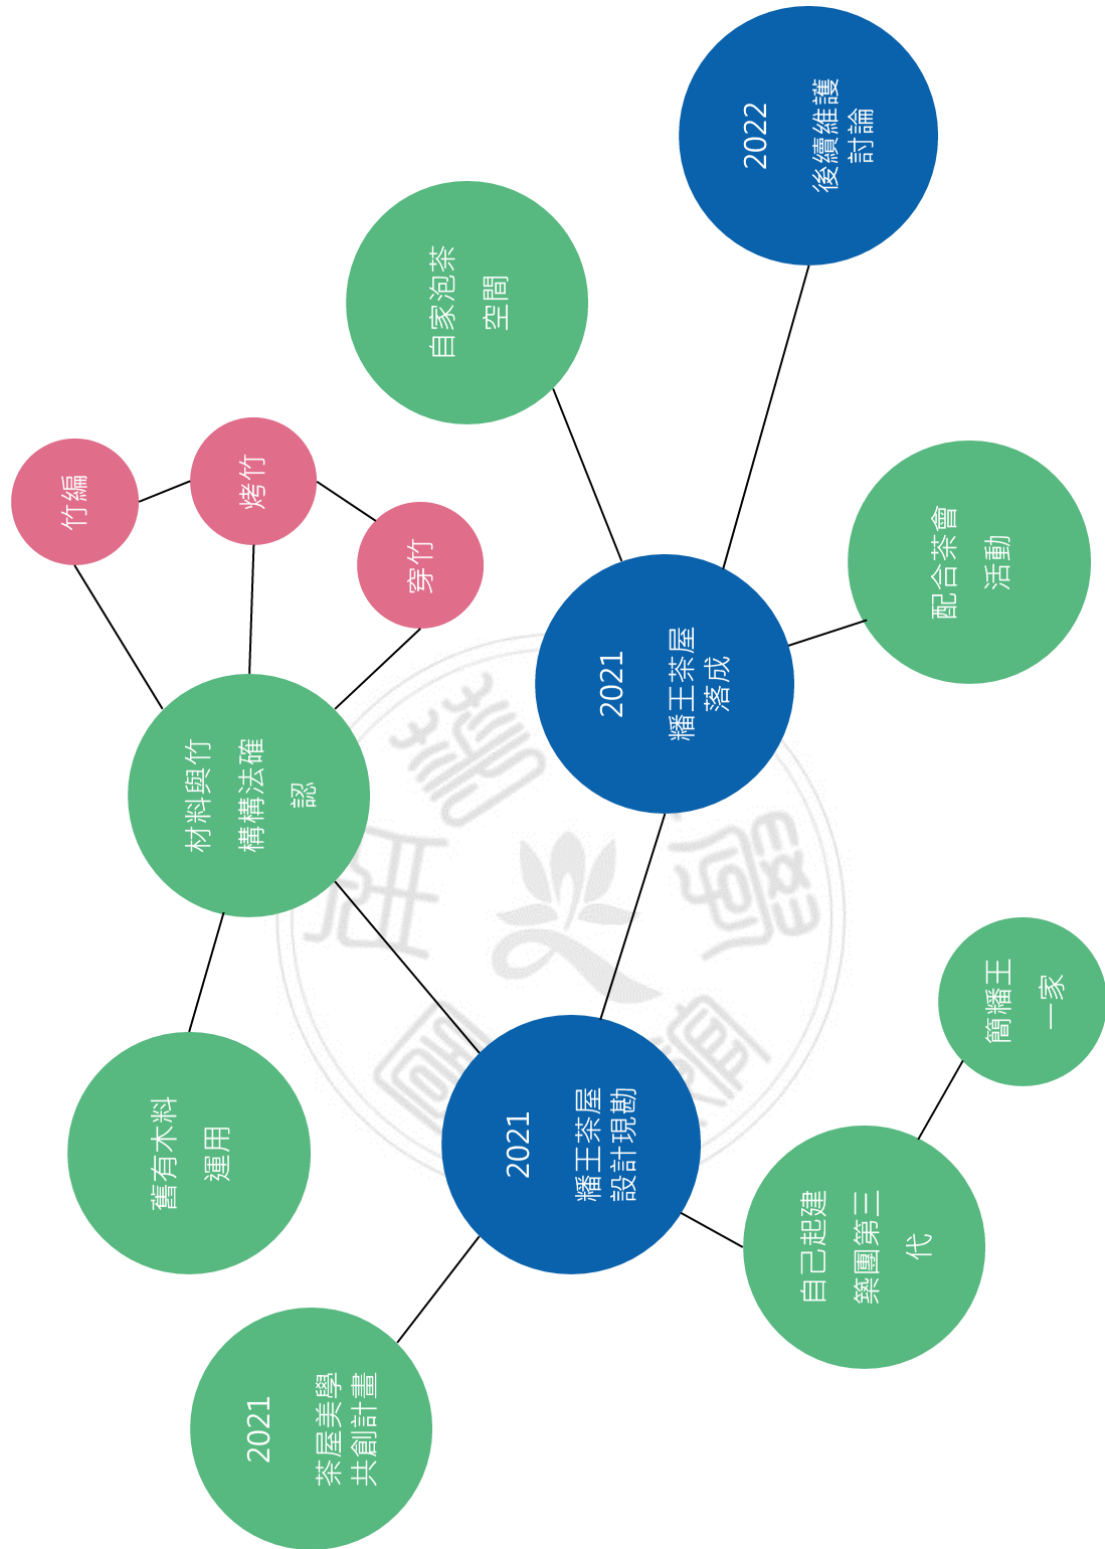 2021
茶屋美學
共創計畫
舊有木料
運用
材料與竹
構構法確
認
竹編
烤竹
穿竹
2021
糒王茶屋
設計現勘
自己起建
築團第三
代
簡糒王
一家
2021
糒王茶屋
落成
自家泡茶
空間
配合茶會
活動
2022
後續維護
討論